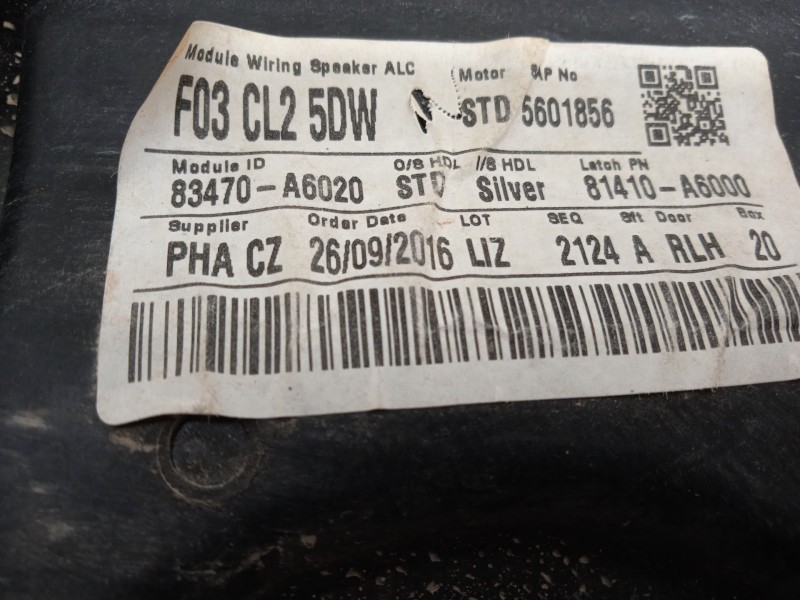 Module Wiring Speaker ALC Motor S/P No
F03 CL2 5DW STD 5601856
Module ID O/S HDL I/S HDL Latch PN
83470-A6020 STD Silver 81410-A6000
Supplier Order Date LOT SEQ Sft Door Box
PHA CZ 26/09/2016 LIZ 2124 A RLH 20